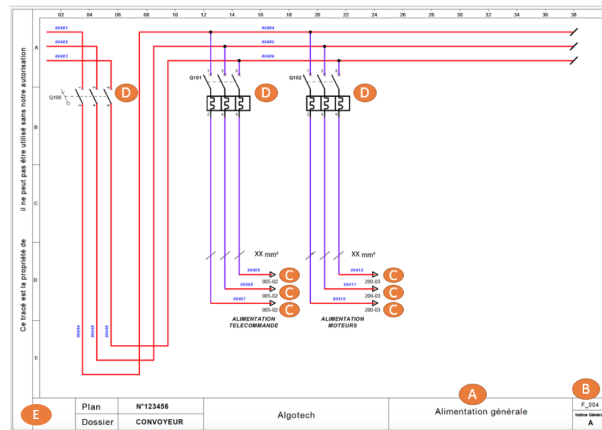 02 04 06 08 10 12 14 16 18 20 22 24 26 28 30 32 34 36 38
Ce tracé est la propriété de
il ne peut pas être utilisé sans notre autorisation
A
B
C
D
E
00401
00402
00403
00404
00405
00406
Q100
D
Q101
D
Q102
D
00404
00405
00406
XX mm²
XX mm²
00409
C
005-02
00408
C
005-02
00407
C
005-02
00412
C
200-03
00411
C
200-03
00410
C
200-03
ALIMENTATION
TELECOMMANDE
ALIMENTATION
MOTEURS
A
B
E
Plan N°123456
Dossier CONVOYEUR
Algotech
Alimentation générale
F_004
A